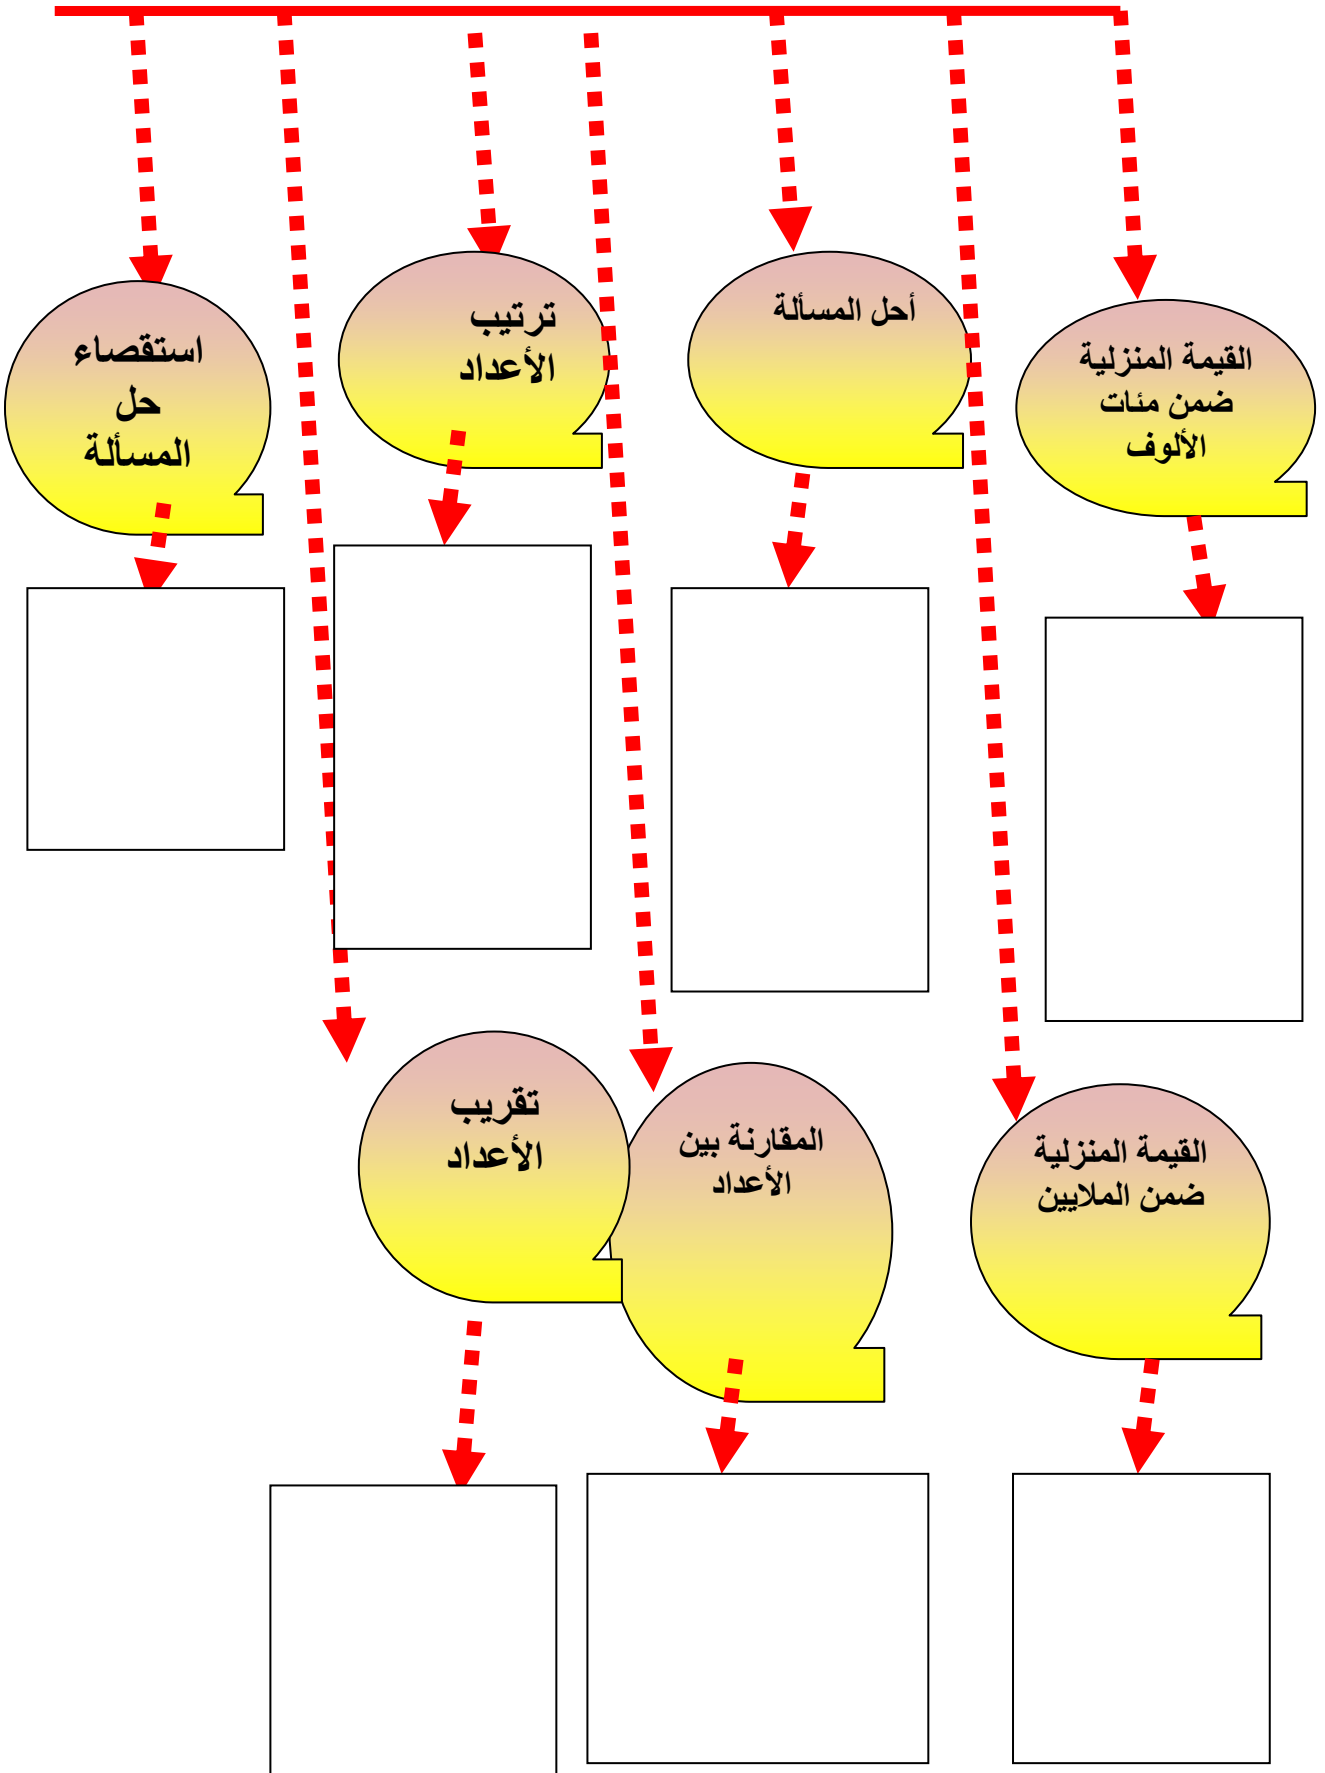 القيمة المنزلية
ضمن مئات
الألوف
أحل المسألة
ترتيب
الأعداد
استقصاء
حل
المسألة
القيمة المنزلية
ضمن الملايين
المقارنة بين
الأعداد
تقريب
الأعداد